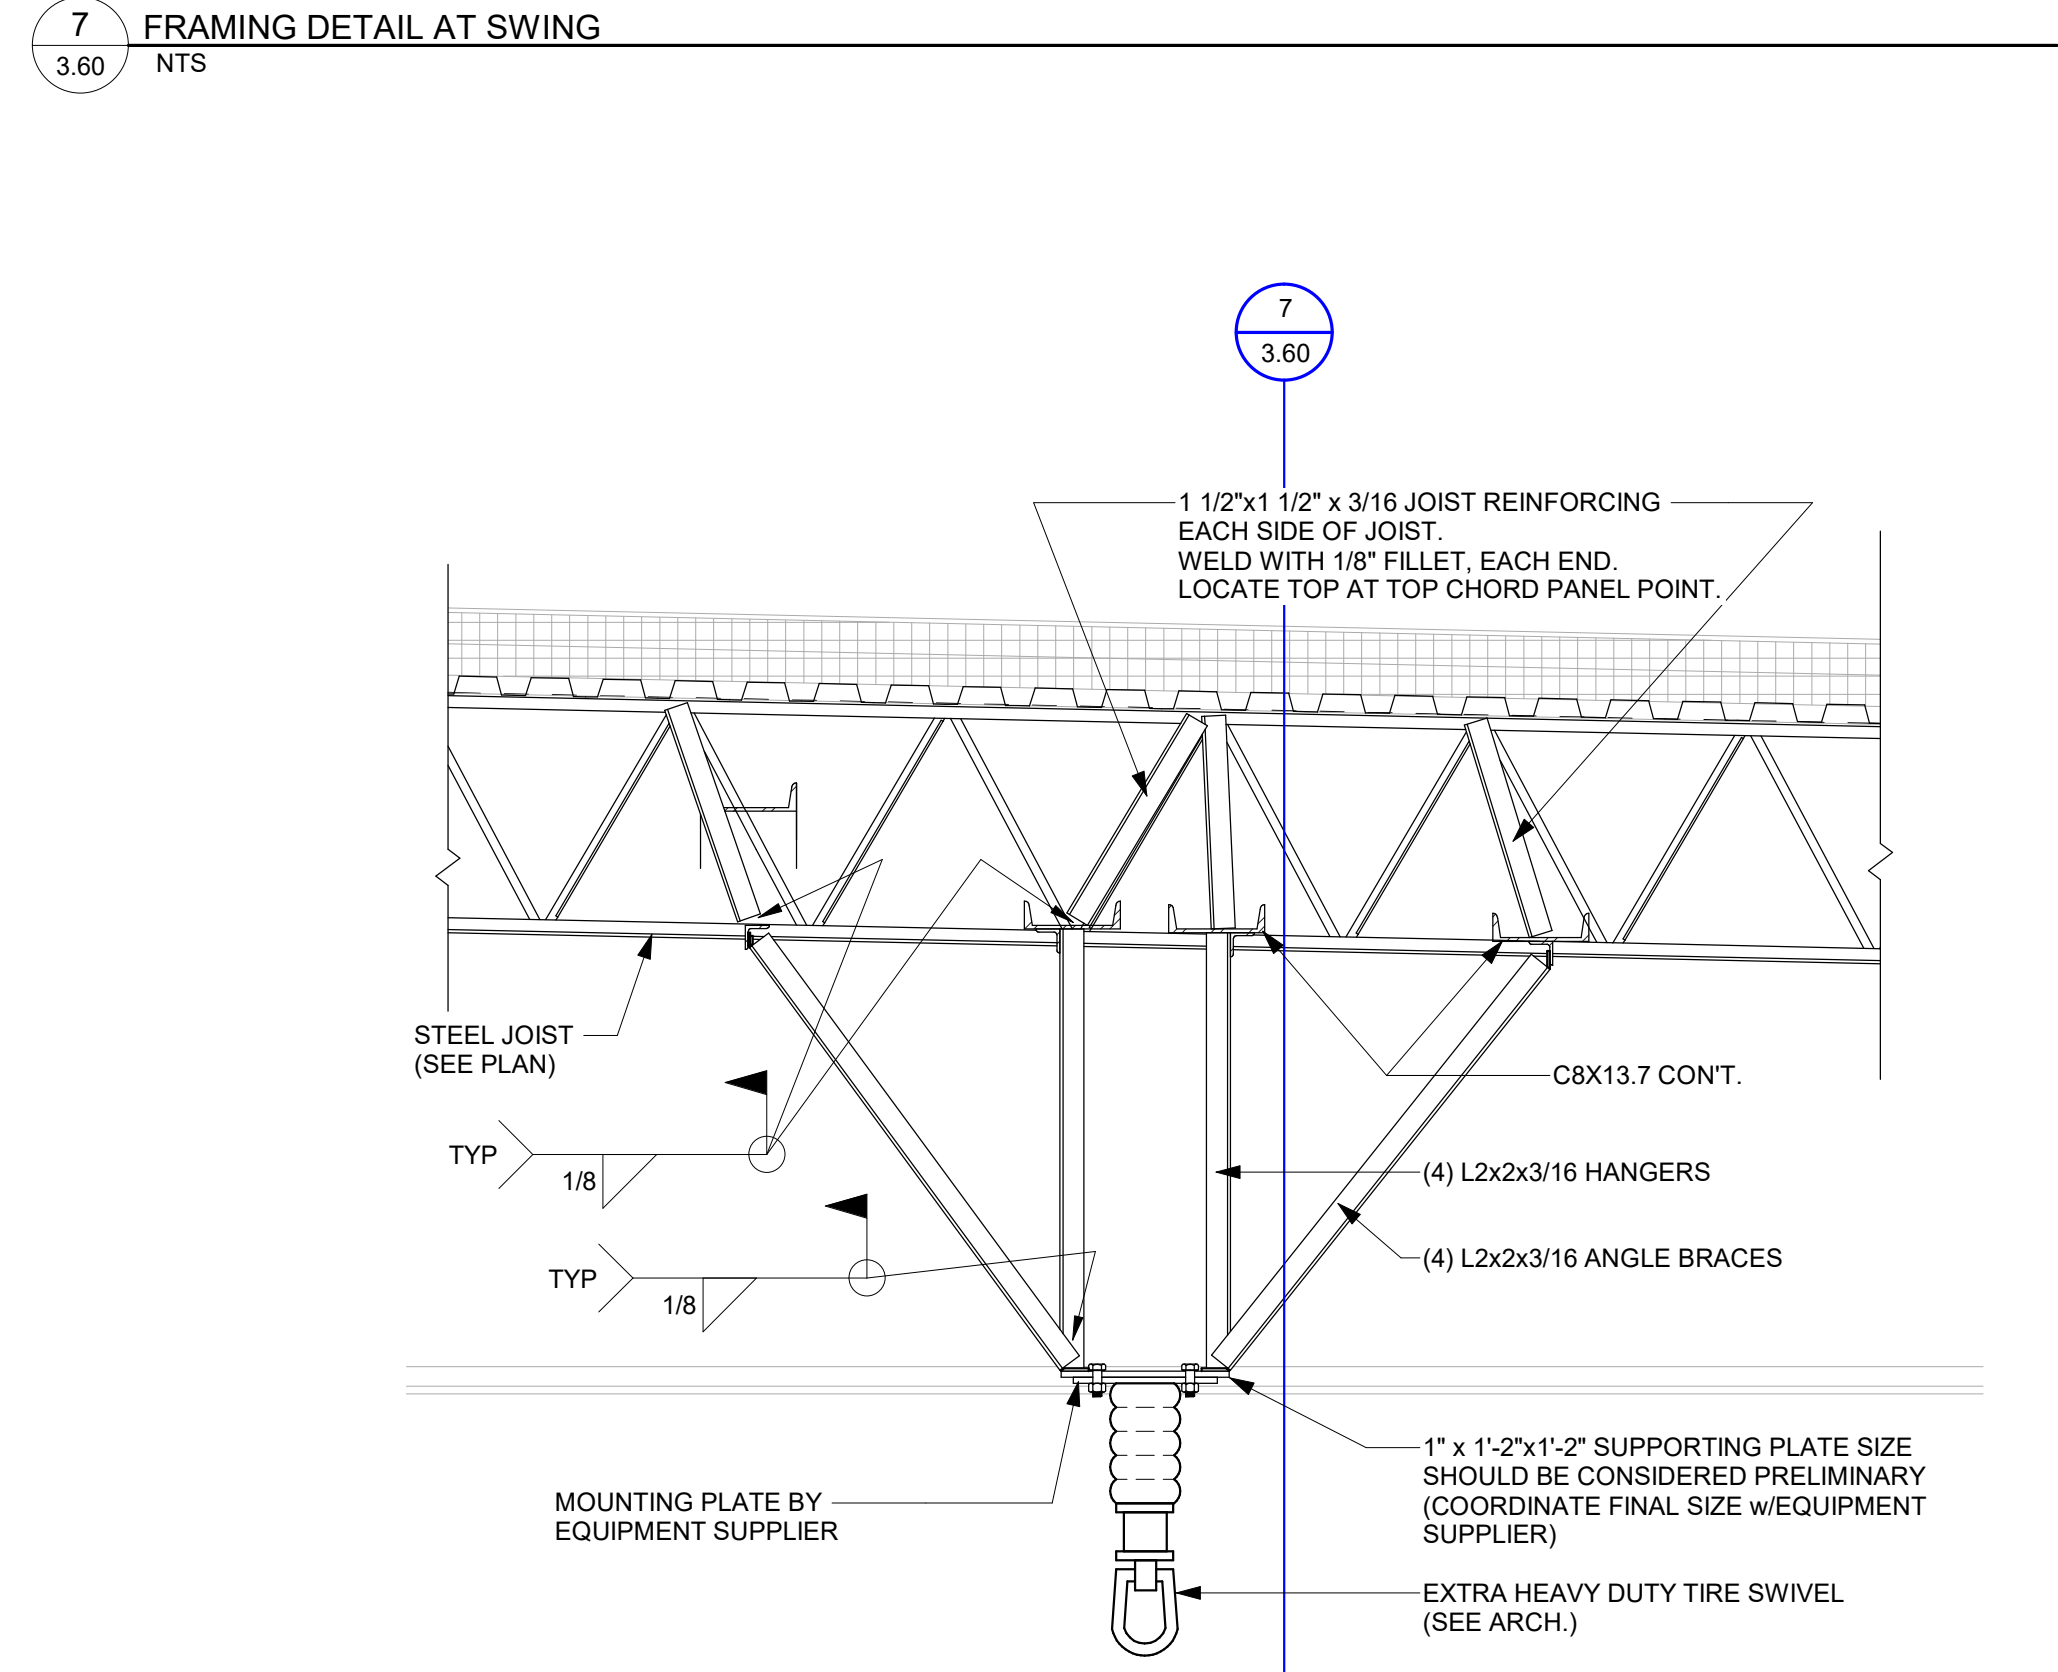 7
3.60
FRAMING DETAIL AT SWING
NTS
7
3.60
1 1/2"x1 1/2" x 3/16 JOIST REINFORCING
EACH SIDE OF JOIST.
WELD WITH 1/8" FILLET, EACH END.
LOCATE TOP AT TOP CHORD PANEL POINT.
STEEL JOIST
(SEE PLAN)
C8X13.7 CON'T.
TYP
1/8
(4) L2x2x3/16 HANGERS
(4) L2x2x3/16 ANGLE BRACES
TYP
1/8
1" x 1'-2"x1'-2" SUPPORTING PLATE SIZE
SHOULD BE CONSIDERED PRELIMINARY
(COORDINATE FINAL SIZE w/EQUIPMENT
SUPPLIER)
MOUNTING PLATE BY
EQUIPMENT SUPPLIER
EXTRA HEAVY DUTY TIRE SWIVEL
(SEE ARCH.)